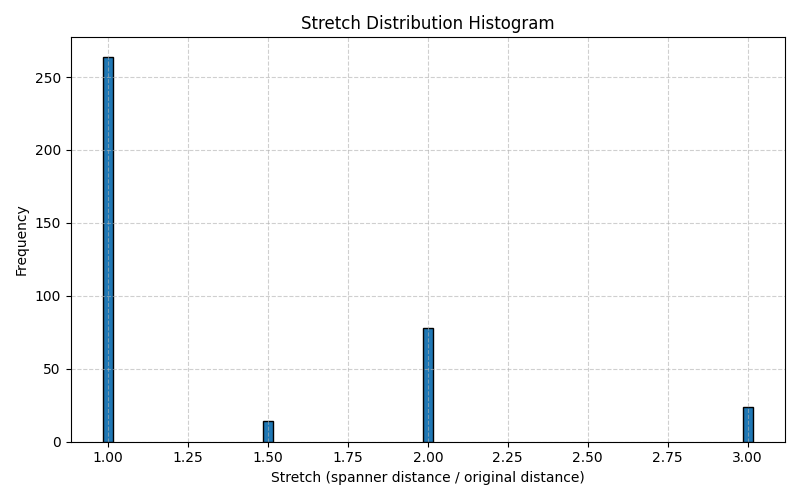 Stretch Distribution Histogram
Frequency
250
200
150
100
50
0
1.00 1.25 1.50 1.75 2.00 2.25 2.50 2.75 3.00
Stretch (spanner distance / original distance)